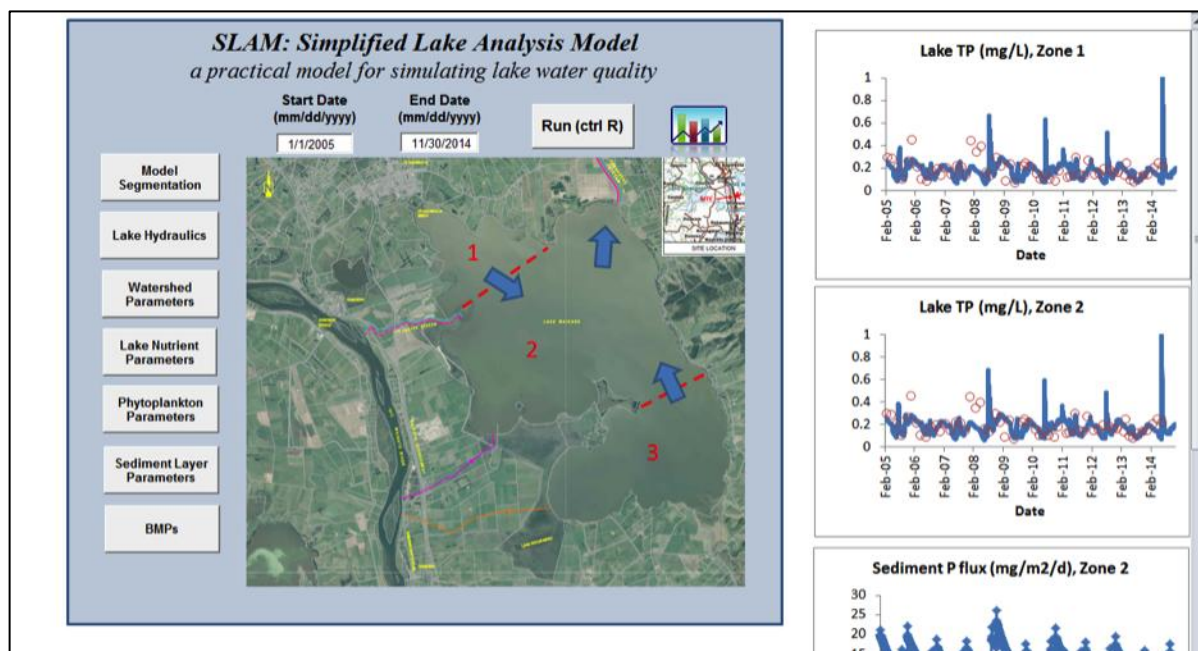 SLAM: Simplified Lake Analysis Model
a practical model for simulating lake water quality
Start Date
(mm/dd/yyyy)
1/1/2005
End Date
(mm/dd/yyyy)
11/30/2014
Run (ctrl R)
Model
Segmentation
Lake Hydraulics
Watershed
Parameters
Lake Nutrient
Parameters
Phytoplankton
Parameters
Sediment Layer
Parameters
BMPs
1
2
3
LAKE WAIKARE
SITE
SITE LOCATION
Lake TP (mg/L), Zone 1
1
0.8
0.6
0.4
0.2
0
Feb-05
Feb-06
Feb-07
Feb-08
Feb-09
Feb-10
Feb-11
Feb-12
Feb-13
Feb-14
Date
Lake TP (mg/L), Zone 2
1
0.8
0.6
0.4
0.2
0
Feb-05
Feb-06
Feb-07
Feb-08
Feb-09
Feb-10
Feb-11
Feb-12
Feb-13
Feb-14
Date
Sediment P flux (mg/m2/d), Zone 2
30
25
20
15